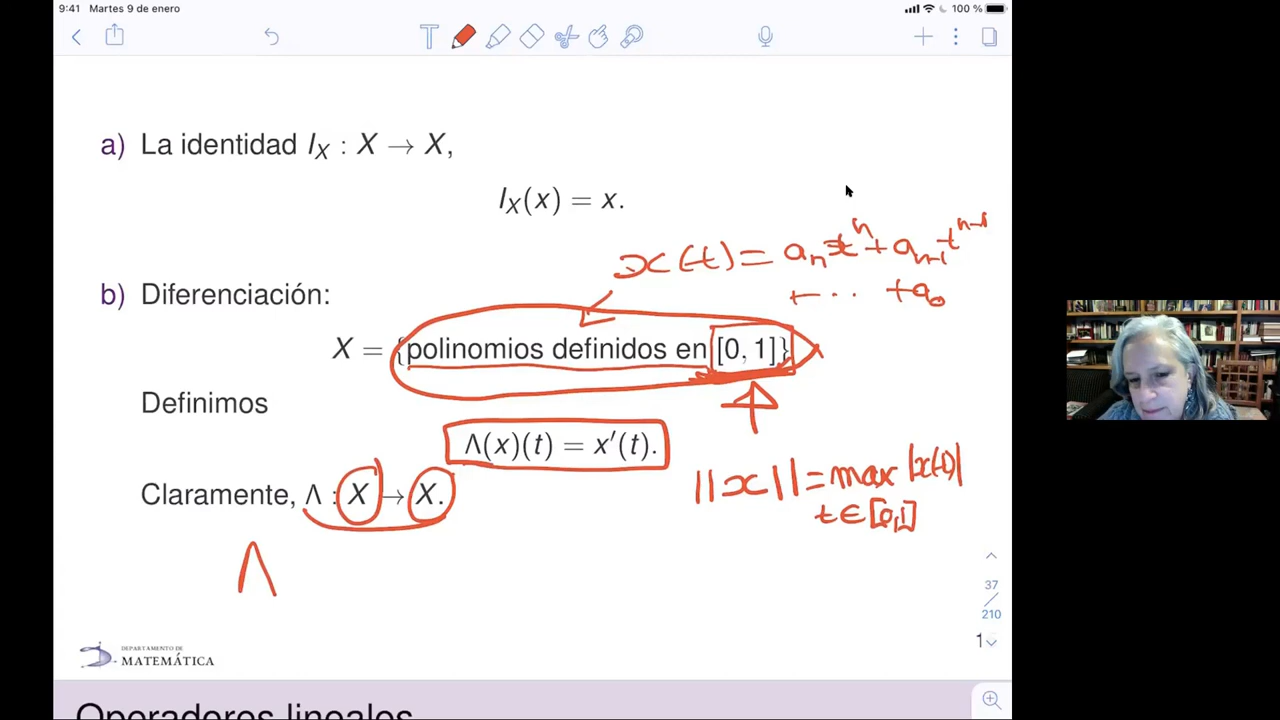 9:41 Martes 9 de enero
100 %
a) La identidad I_X : X → X,
I_X(x) = x.
x(t) = a_n t^n + a_{n-1} t^{n-1}
+ ... + a_0
b) Diferenciación:
X = {polinomios definidos en [0, 1]}
Definimos
Λ(x)(t) = x′(t).
Claramente, Λ : X → X.
||x|| = max |x(t)|
t ∈ [0,1]
Λ
37
210
1
DEPARTAMENTO DE
MATEMÁTICA
Operadores lineales